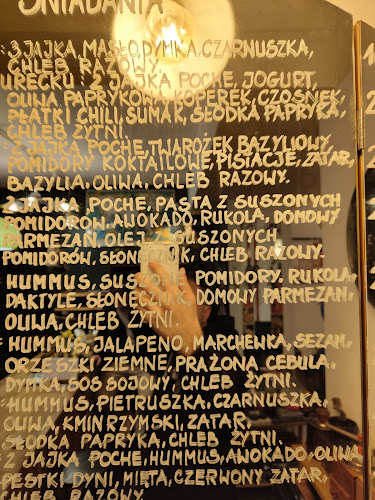 ŚNIADANIA
: 3 JAJKA, MASŁO, DYMKA, CZARNUSZKA,
CHLEB RAZOWY.
URECKU: 2 JAJKA POCHE, JOGURT,
OLIWA PAPRYKOWA, KOPEREK, CZOSNEK,
PŁATKI CHILI, SUMAK, SŁODKA PAPRYKA,
CHLEB ŻYTNI.
2 JAJKA POCHE, TWAROŻEK BAZYLIOWY,
POMIDORY KOKTAJLOWE, PISTACJE, ZATAR,
BAZYLIA, OLIWA, CHLEB RAZOWY.
2 JAJKA POCHE, PASTA Z SUSZONYCH
POMIDORÓW, AWOKADO, RUKOLA, DOMOWY
PARMEZAN, OLEJ Z SUSZONYCH
POMIDORÓW, SŁONECZNIK, CHLEB RAZOWY.
HUMMUS, SUSZONE POMIDORY, RUKOLA,
DAKTYLE, SŁONECZNIK, DOMOWY PARMEZAN,
OLIWA, CHLEB ŻYTNI.
HUMMUS, JALAPENO, MARCHEWKA, SEZAM,
ORZESZKI ZIEMNE, PRAŻONA CEBULA,
DYMKA, SOS SOJOWY, CHLEB ŻYTNI.
HUMMUS, PIETRUSZKA, CZARNUSZKA,
OLIWA, KMIN RZYMSKI, ZATAR,
SŁODKA PAPRYKA, CHLEB ŻYTNI.
2 JAJKA POCHE, HUMMUS, AWOKADO, OLIWA,
PESTKI DYNI, MIĘTA, CZERWONY ZATAR,
CHLEB RAZOWY.